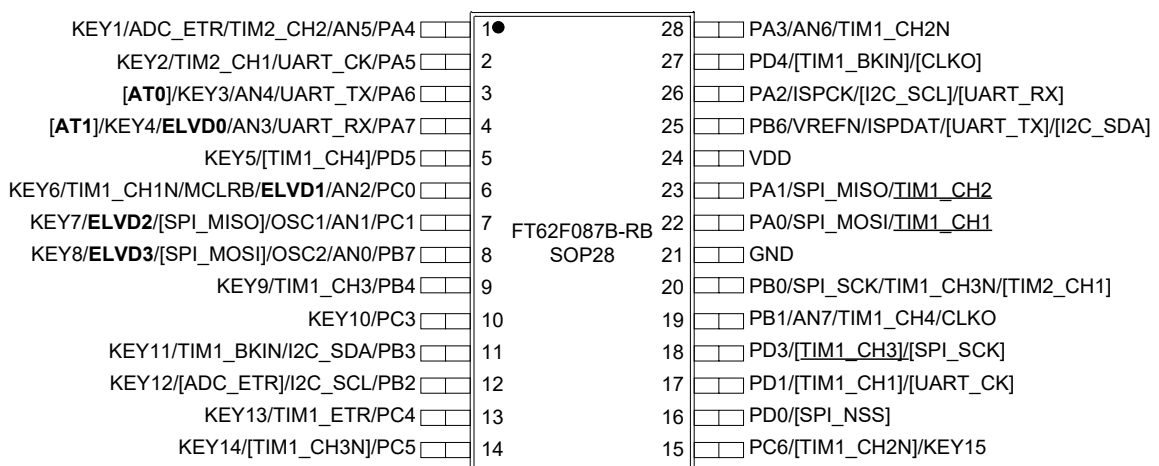 KEY1/ADC_ETR/TIM2_CH2/AN5/PA4 1 28 PA3/AN6/TIM1_CH2N
KEY2/TIM2_CH1/UART_CK/PA5 2 27 PD4/[TIM1_BKIN]/[CLKO]
[AT0]/KEY3/AN4/UART_TX/PA6 3 26 PA2/ISPCK/[I2C_SCL]/[UART_RX]
[AT1]/KEY4/ELVD0/AN3/UART_RX/PA7 4 25 PB6/VREFN/ISPDAT/[UART_TX]/[I2C_SDA]
KEY5/[TIM1_CH4]/PD5 5 24 VDD
KEY6/TIM1_CH1N/MCLRB/ELVD1/AN2/PC0 6 23 PA1/SPI_MISO/TIM1_CH2
KEY7/ELVD2/[SPI_MISO]/OSC1/AN1/PC1 7 FT62F087B-RB 22 PA0/SPI_MOSI/TIM1_CH1
KEY8/ELVD3/[SPI_MOSI]/OSC2/AN0/PB7 8 SOP28 21 GND
KEY9/TIM1_CH3/PB4 9 20 PB0/SPI_SCK/TIM1_CH3N/[TIM2_CH1]
KEY10/PC3 10 19 PB1/AN7/TIM1_CH4/CLKO
KEY11/TIM1_BKIN/I2C_SDA/PB3 11 18 PD3/[TIM1_CH3]/[SPI_SCK]
KEY12/[ADC_ETR]/I2C_SCL/PB2 12 17 PD1/[TIM1_CH1]/[UART_CK]
KEY13/TIM1_ETR/PC4 13 16 PD0/[SPI_NSS]
KEY14/[TIM1_CH3N]/PC5 14 15 PC6/[TIM1_CH2N]/KEY15